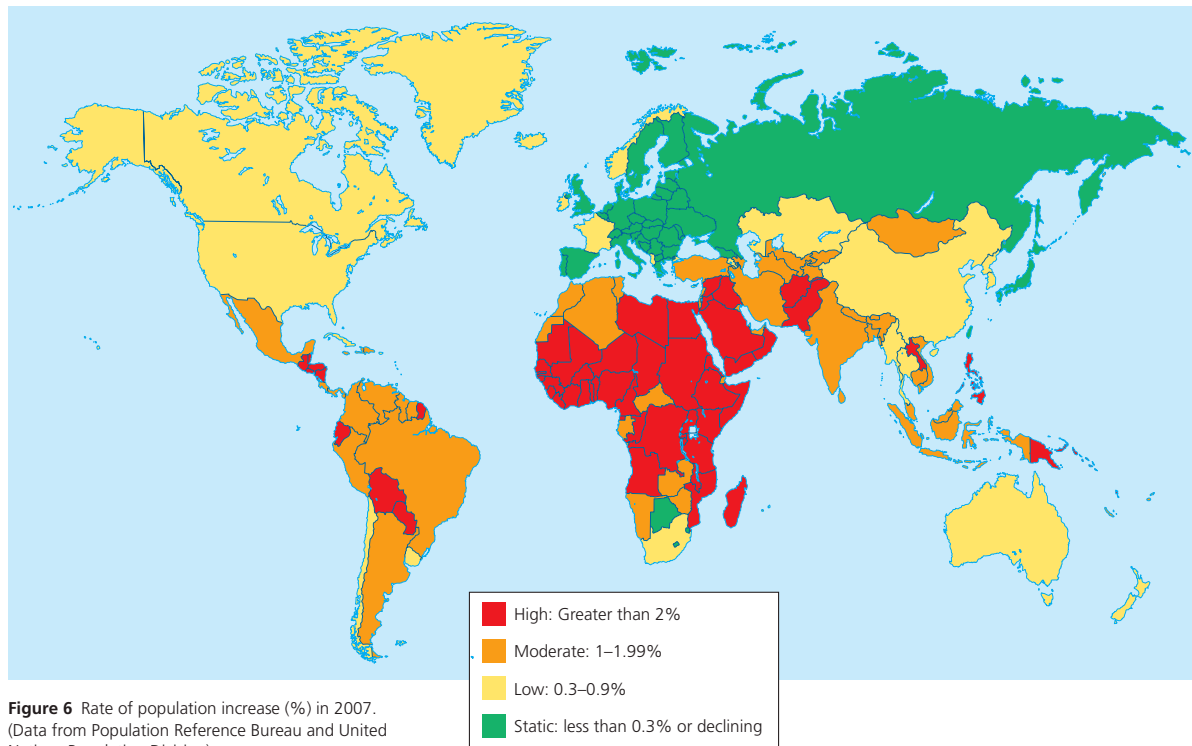 High: Greater than 2%
Moderate: 1–1.99%
Low: 0.3–0.9%
Static: less than 0.3% or declining
Figure 6 Rate of population increase (%) in 2007.
(Data from Population Reference Bureau and United